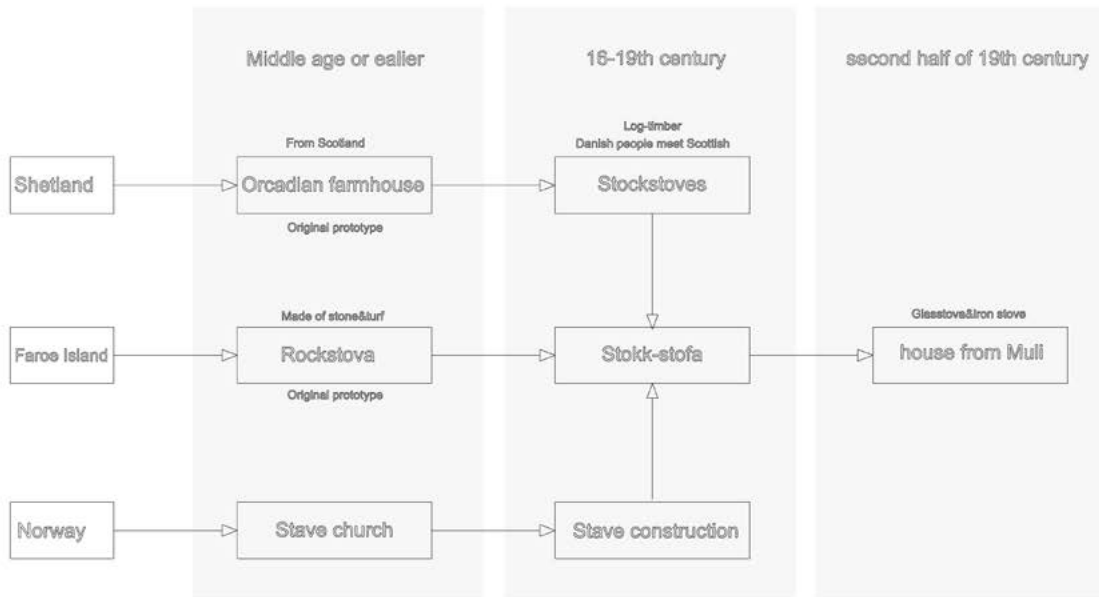 Middle age or ealier
16-19th century
second half of 19th century
From Scotland
Log-timber
Danish people meet Scottish
Shetland
Orcadian farmhouse
Stockstoves
Original prototype
Made of stone&turf
Glasstova&iron stove
Faroe Island
Rockstova
Stokk-stofa
house from Muli
Original prototype
Norway
Stave church
Stave construction